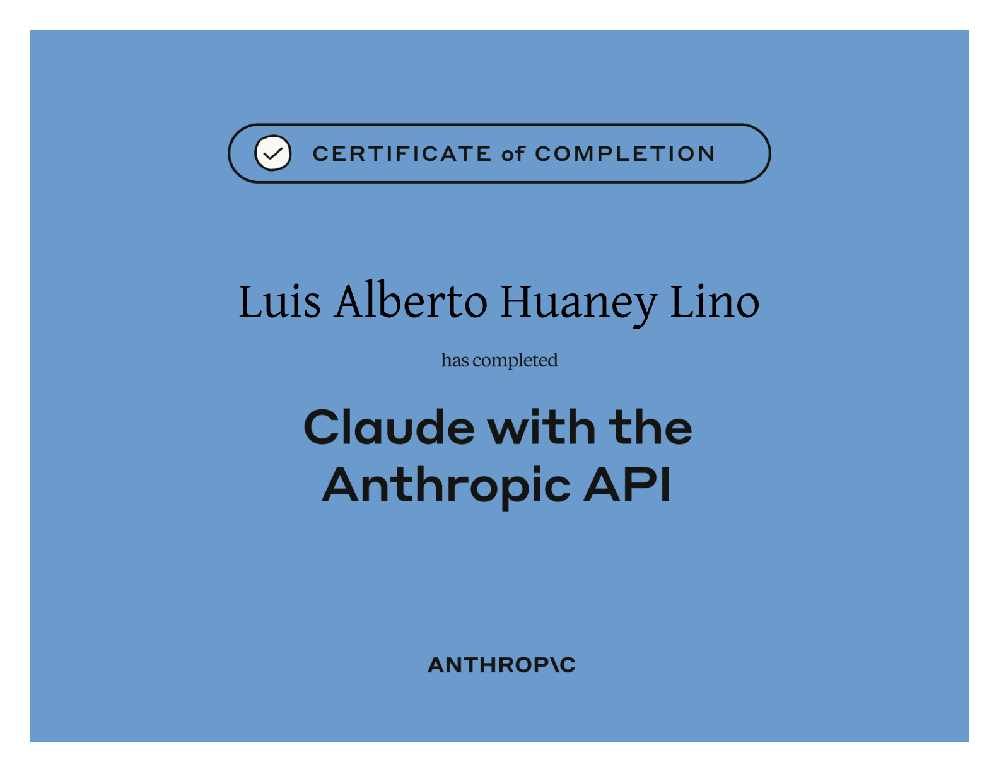 CERTIFICATE of COMPLETION
Luis Alberto Huaney Lino
has completed
Claude with the
Anthropic API
ANTHROP\C